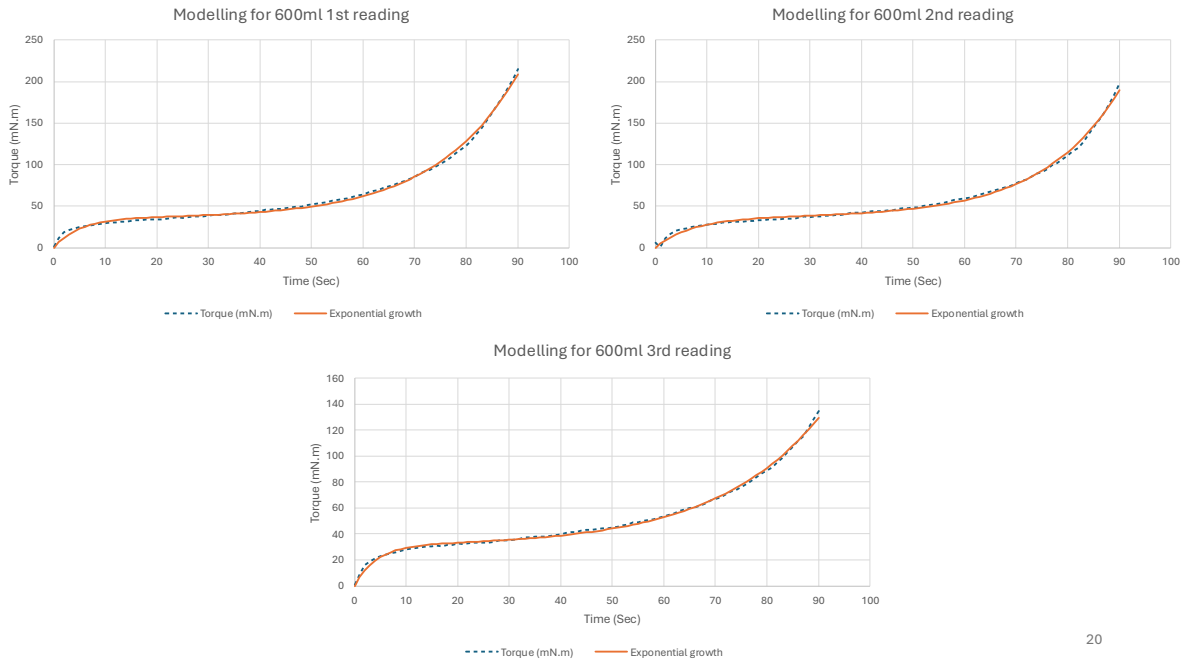 Modelling for 600ml 1st reading
250
200
150
100
50
0
Torque (mN.m)
0 10 20 30 40 50 60 70 80 90 100
Time (Sec)
Torque (mN.m) Exponential growth
Modelling for 600ml 2nd reading
250
200
150
100
50
0
Torque (mN.m)
0 10 20 30 40 50 60 70 80 90 100
Time (Sec)
Torque (mN.m) Exponential growth
Modelling for 600ml 3rd reading
160
140
120
100
80
60
40
20
0
Torque (mN.m)
0 10 20 30 40 50 60 70 80 90 100
Time (Sec)
Torque (mN.m) Exponential growth
20